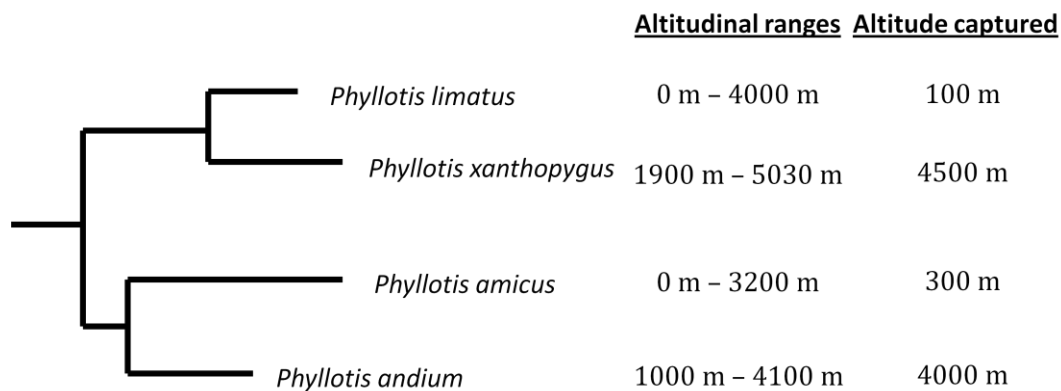 Altitudinal ranges Altitude captured
Phyllotis limatus 0 m – 4000 m 100 m
Phyllotis xanthopygus 1900 m – 5030 m 4500 m
Phyllotis amicus 0 m – 3200 m 300 m
Phyllotis andium 1000 m – 4100 m 4000 m